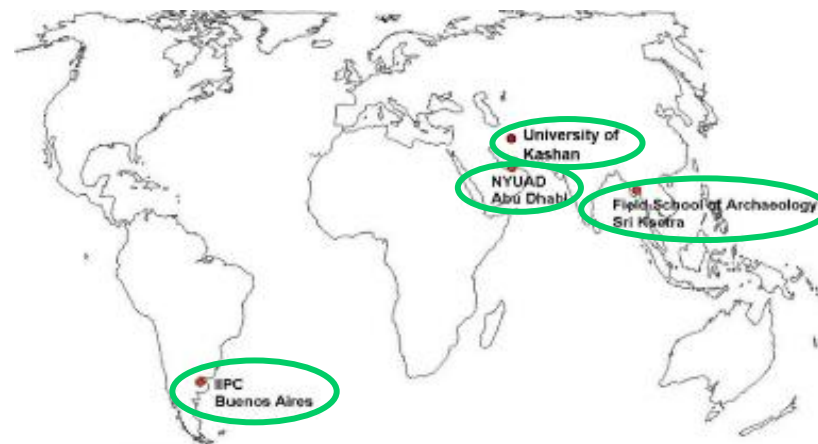 University of
Kashan
NYUAD
Abu Dhabi
Field School of Archaeology
Sri Ksetra
IIPC
Buenos Aires